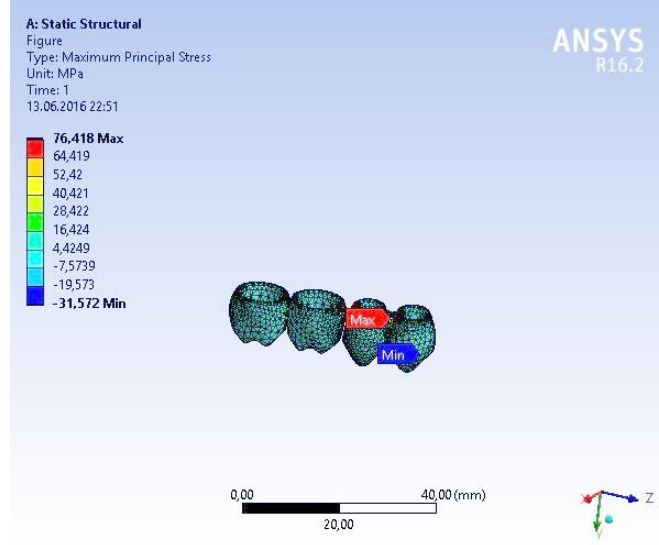 A: Static Structural
Figure
Type: Maximum Principal Stress
Unit: MPa
Time: 1
13.06.2016 22:51
ANSYS
R16.2
76,418 Max
64,419
52,42
40,421
28,422
16,424
4,4249
-7,5739
-19,573
-31,572 Min
Max
Min
0,00
40,00 (mm)
20,00
Z